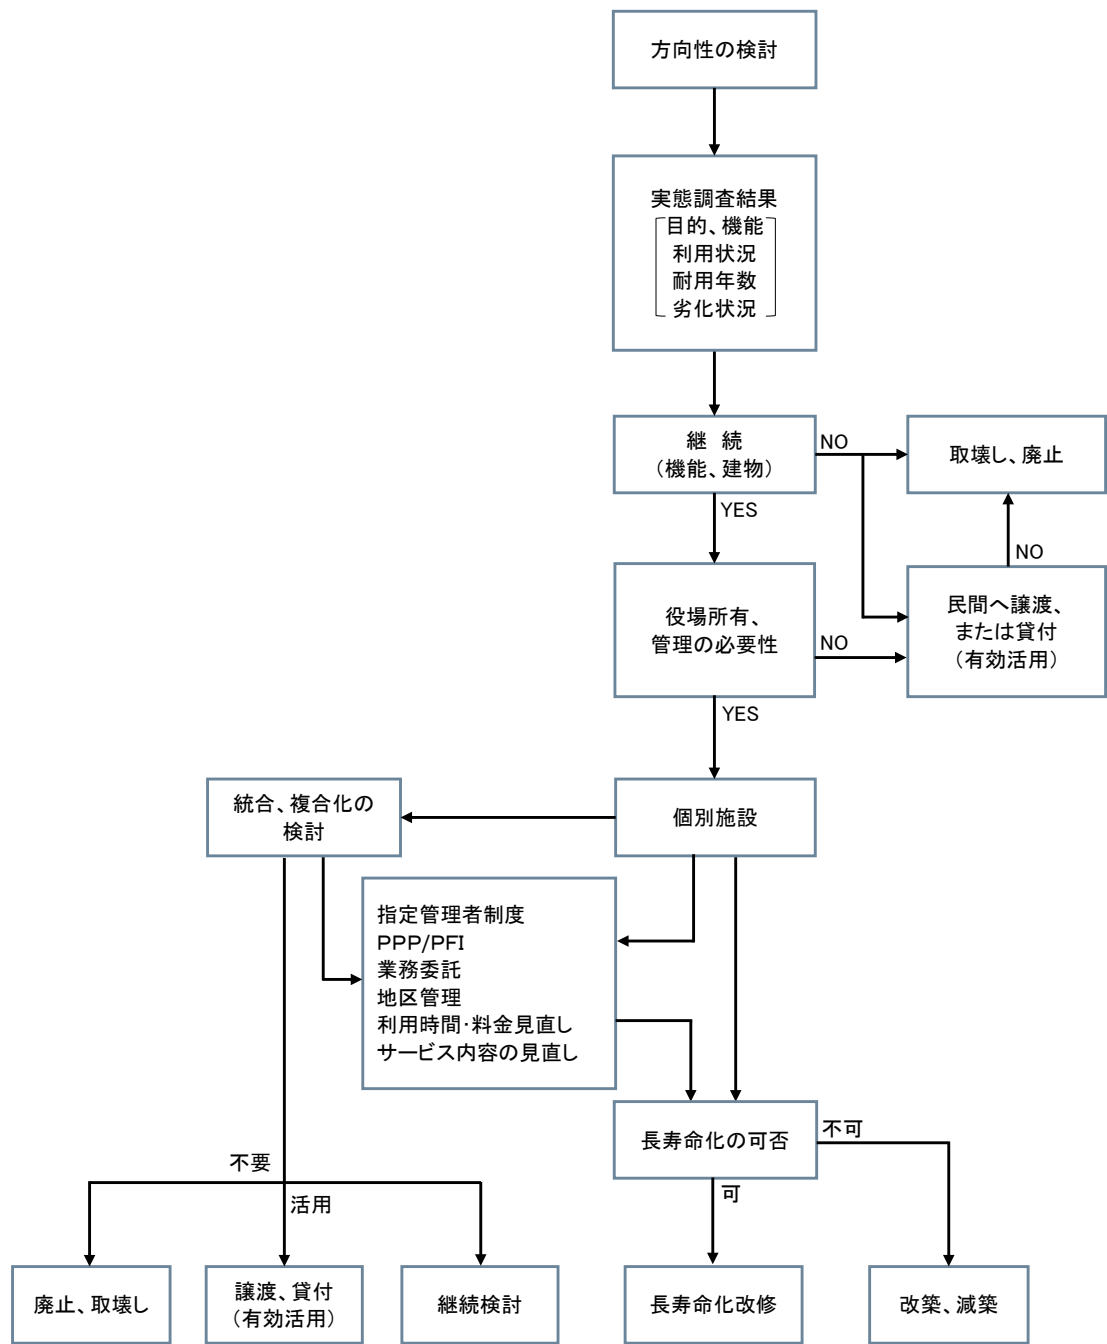 方向性の検討
実態調査結果
目的、機能
利用状況
耐用年数
劣化状況
継 続
（機能、建物）
NO
取壊し、廃止
YES
NO
役場所有、
管理の必要性
NO
民間へ譲渡、
または貸付
（有効活用）
YES
統合、複合化の
検討
個別施設
指定管理者制度
PPP/PFI
業務委託
地区管理
利用時間・料金見直し
サービス内容の見直し
長寿命化の可否
不可
可
不要
活用
廃止、取壊し
譲渡、貸付
（有効活用）
継続検討
長寿命化改修
改築、減築